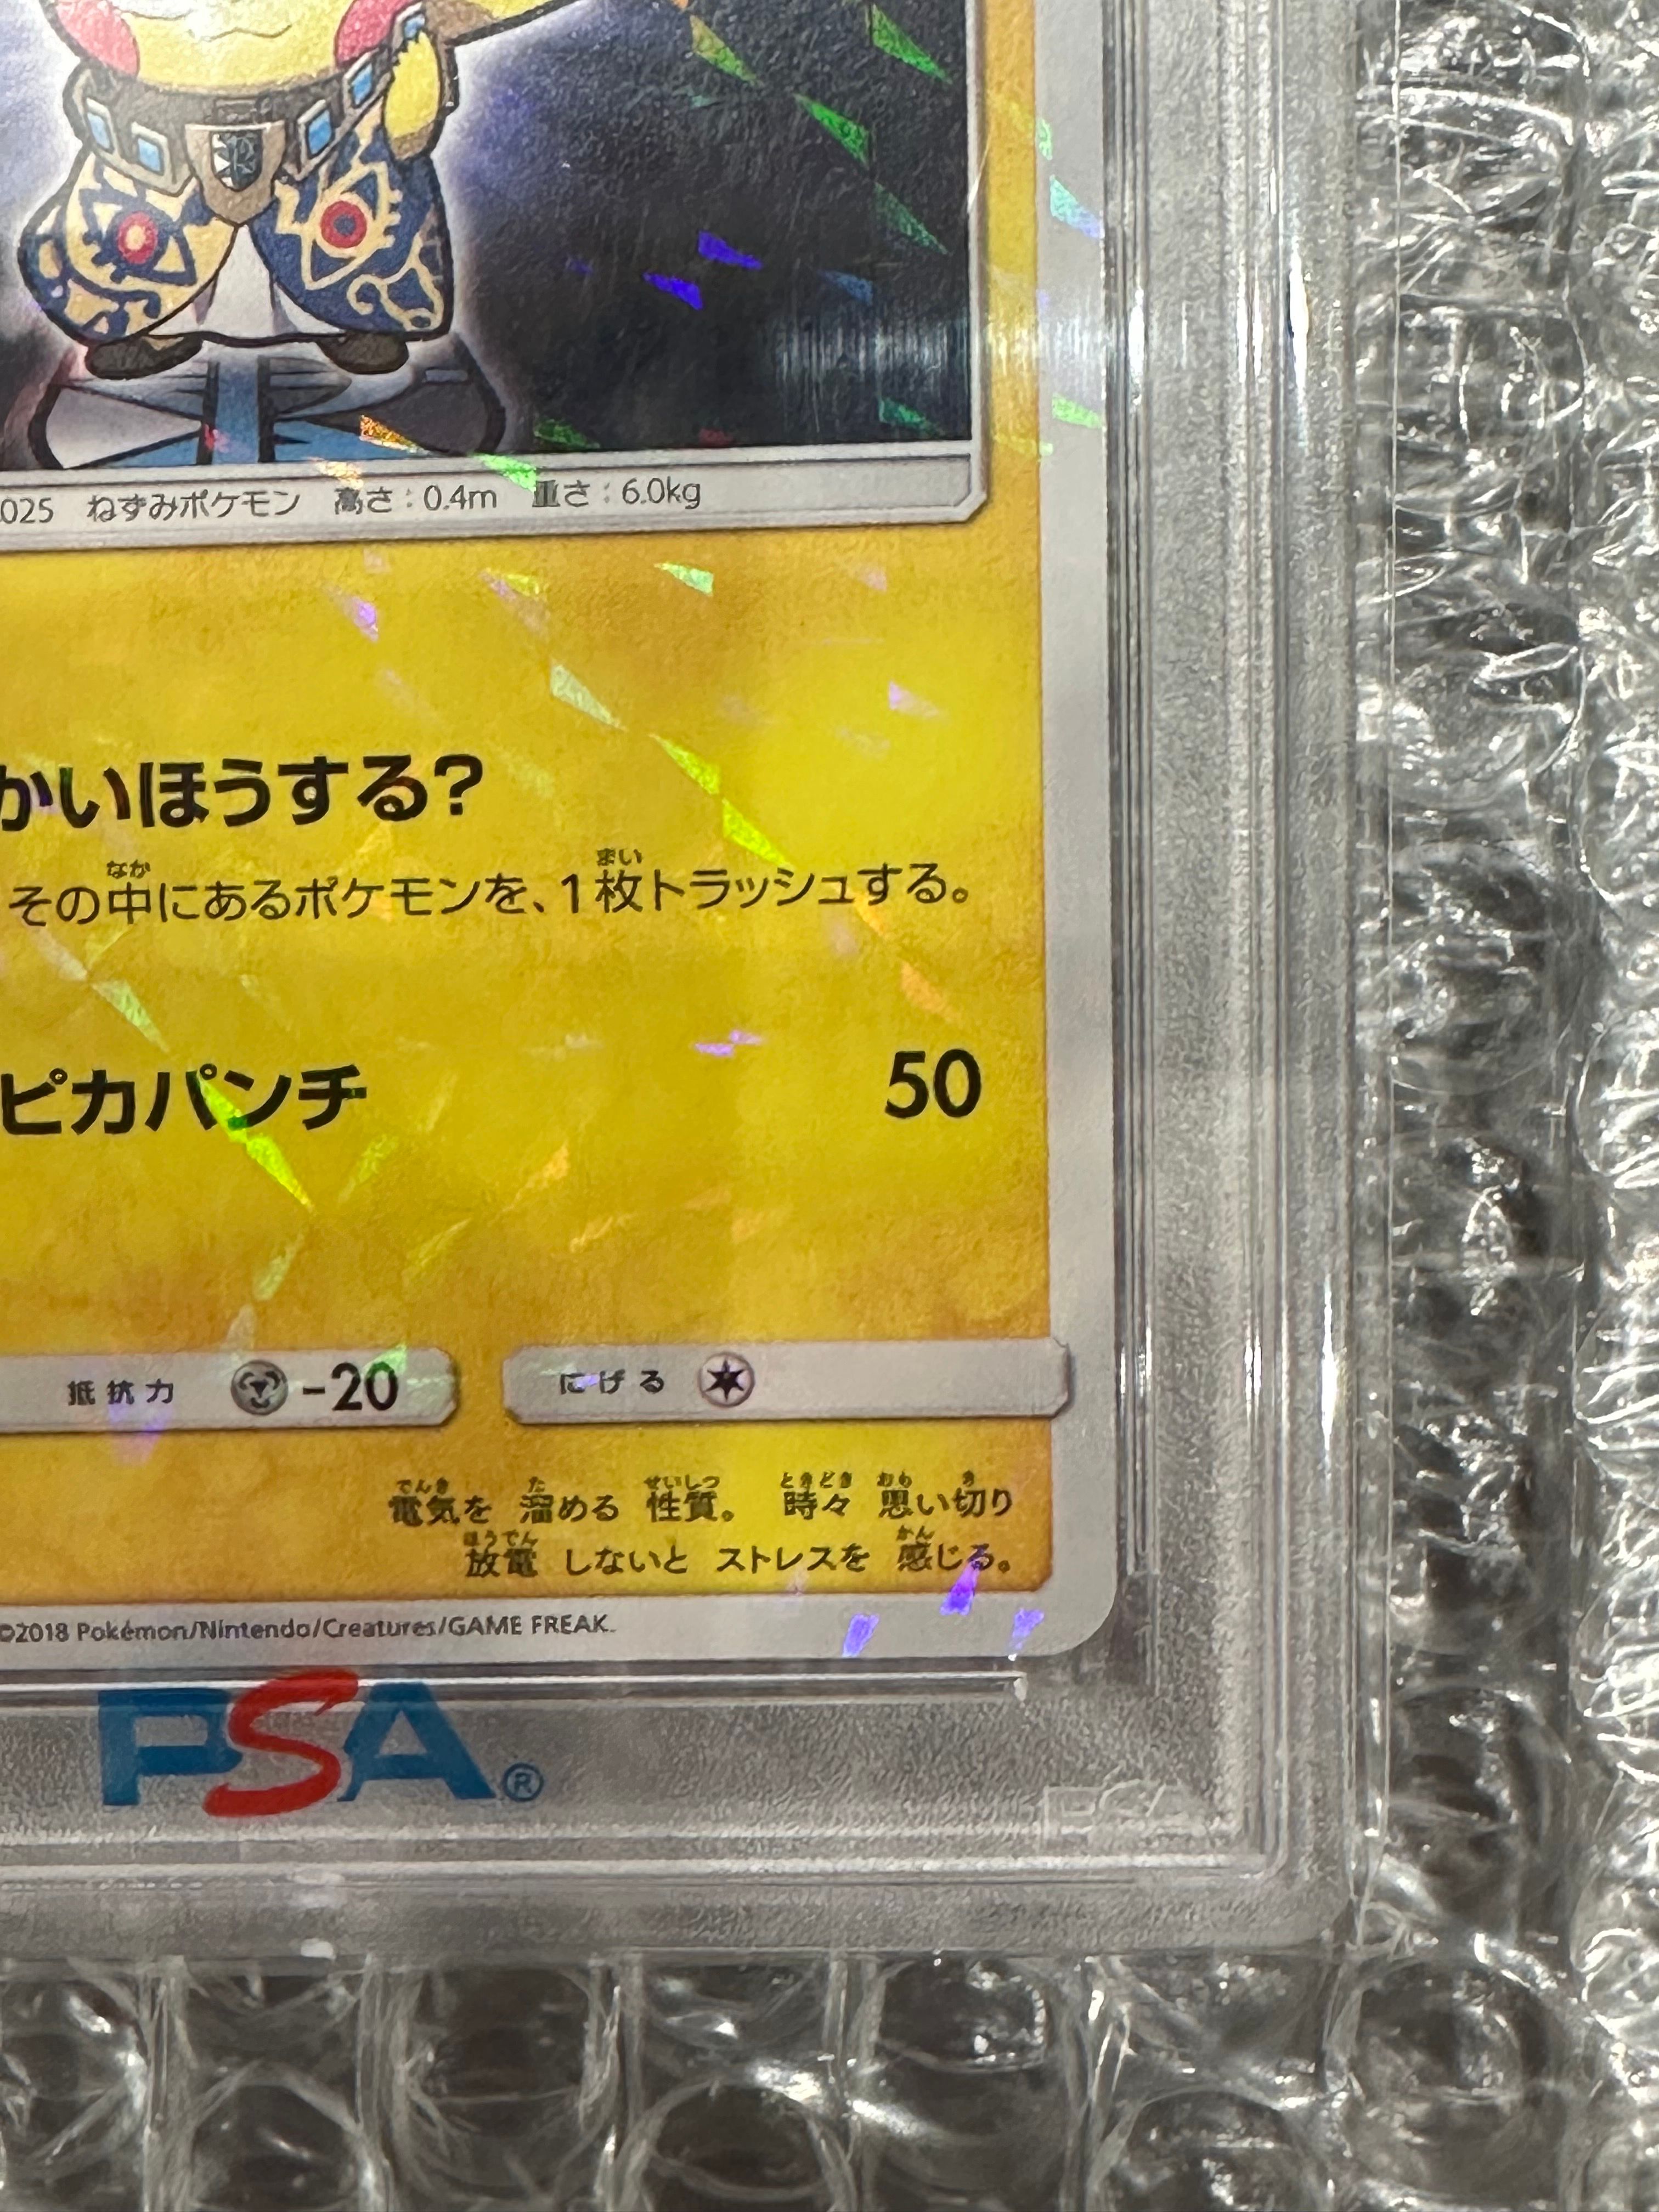 025 ねずみポケモン 高さ：0.4m 重さ：6.0kg
かいほうする？
なか まい
その中にあるポケモンを、1枚トラッシュする。
ピカパンチ 50
抵抗力 -20 にげる
でんき た せいしつ ときどき おも き
電気を 溜める 性質。 時々 思い切り
ほうでん かん
放電 しないと ストレスを 感じる。
©2018 Pokémon/Nintendo/Creatures/GAME FREAK.
PSA®
PSA